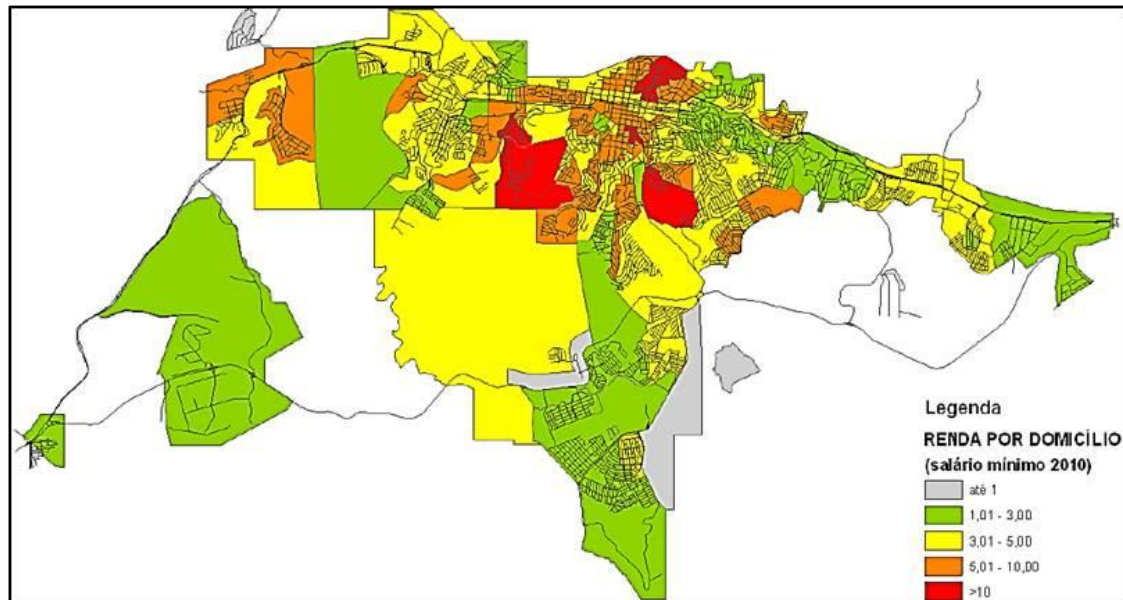 Legenda
RENDA POR DOMICÍLIO
(salário mínimo 2010)
até 1
1,01 - 3,00
3,01 - 5,00
5,01 - 10,00
>10